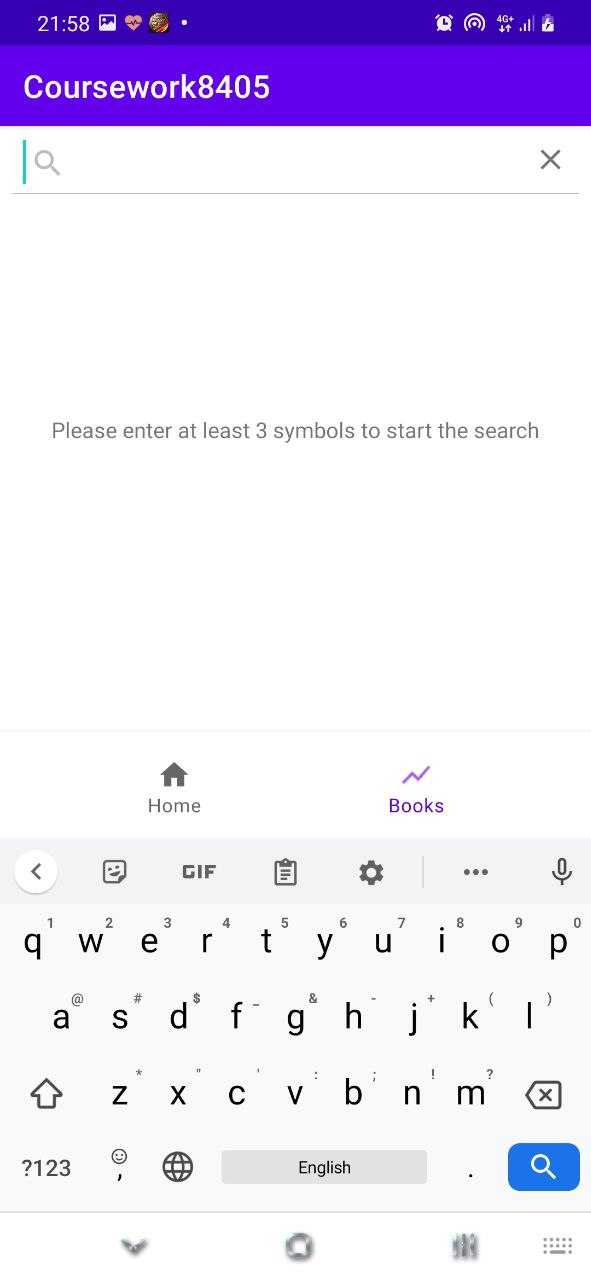 21:58 4G+
Coursework8405
Please enter at least 3 symbols to start the search
Home Books
GIF
1 2 3 4 5 6 7 8 9 0
q w e r t y u i o p
@ # $ _ & - + ( )
a s d f g h j k l
* " ' : ; ! ?
z x c v b n m
?123 , English .